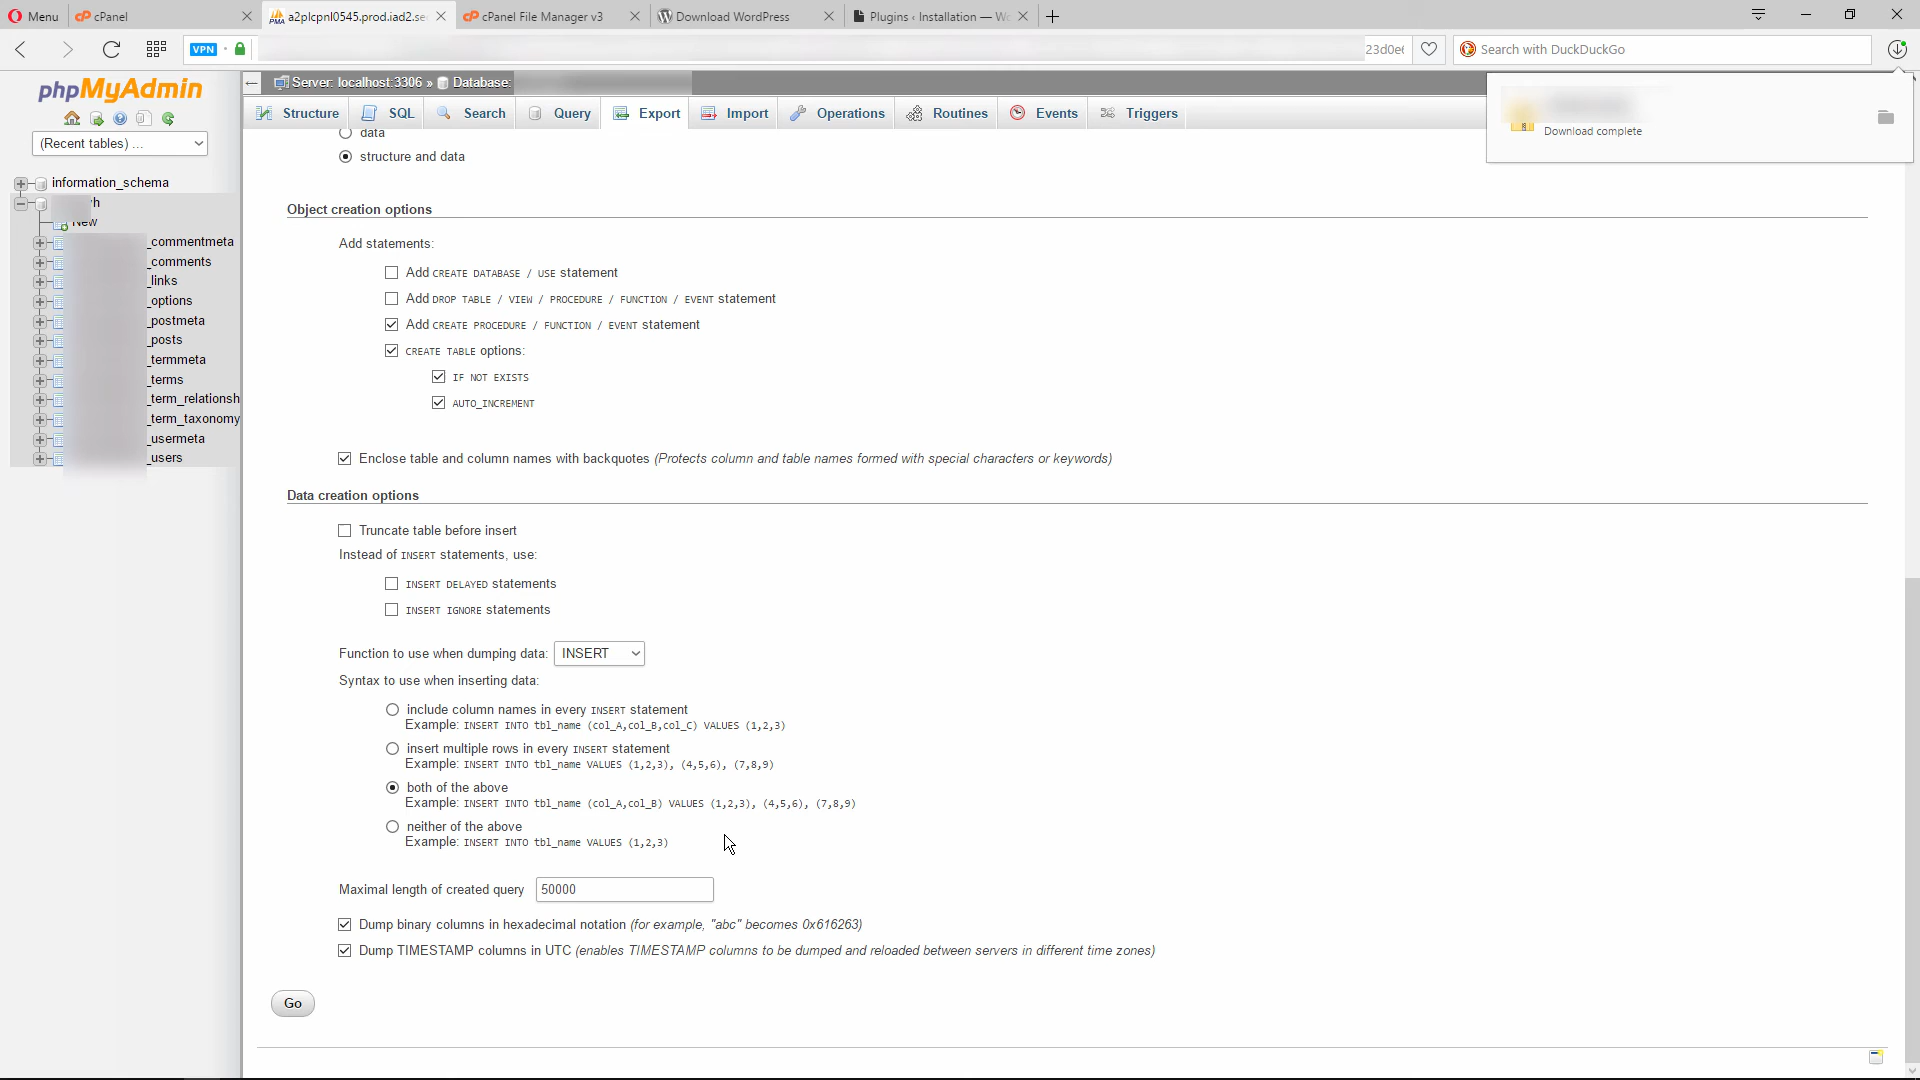 Menu
cPanel
a2plcpnl0545.prod.iad2.se
cPanel File Manager v3
Download WordPress
Plugins ‹ Installation — Wo
VPN
23d0e
Search with DuckDuckGo
phpMyAdmin
(Recent tables) ...
information_schema
h
New
_commentmeta
_comments
_links
_options
_postmeta
_posts
_termmeta
_terms
_term_relationsh
_term_taxonomy
_usermeta
_users
Server: localhost:3306 » Database:
Structure
SQL
Search
Query
Export
Import
Operations
Routines
Events
Triggers
Download complete
data
structure and data
Object creation options
Add statements:
Add CREATE DATABASE / USE statement
Add DROP TABLE / VIEW / PROCEDURE / FUNCTION / EVENT statement
Add CREATE PROCEDURE / FUNCTION / EVENT statement
CREATE TABLE options:
IF NOT EXISTS
AUTO_INCREMENT
Enclose table and column names with backquotes (Protects column and table names formed with special characters or keywords)
Data creation options
Truncate table before insert
Instead of INSERT statements, use:
INSERT DELAYED statements
INSERT IGNORE statements
Function to use when dumping data: INSERT
Syntax to use when inserting data:
include column names in every INSERT statement
Example: INSERT INTO tbl_name (col_A,col_B,col_C) VALUES (1,2,3)
insert multiple rows in every INSERT statement
Example: INSERT INTO tbl_name VALUES (1,2,3), (4,5,6), (7,8,9)
both of the above
Example: INSERT INTO tbl_name (col_A,col_B) VALUES (1,2,3), (4,5,6), (7,8,9)
neither of the above
Example: INSERT INTO tbl_name VALUES (1,2,3)
Maximal length of created query 50000
Dump binary columns in hexadecimal notation (for example, "abc" becomes 0x616263)
Dump TIMESTAMP columns in UTC (enables TIMESTAMP columns to be dumped and reloaded between servers in different time zones)
Go